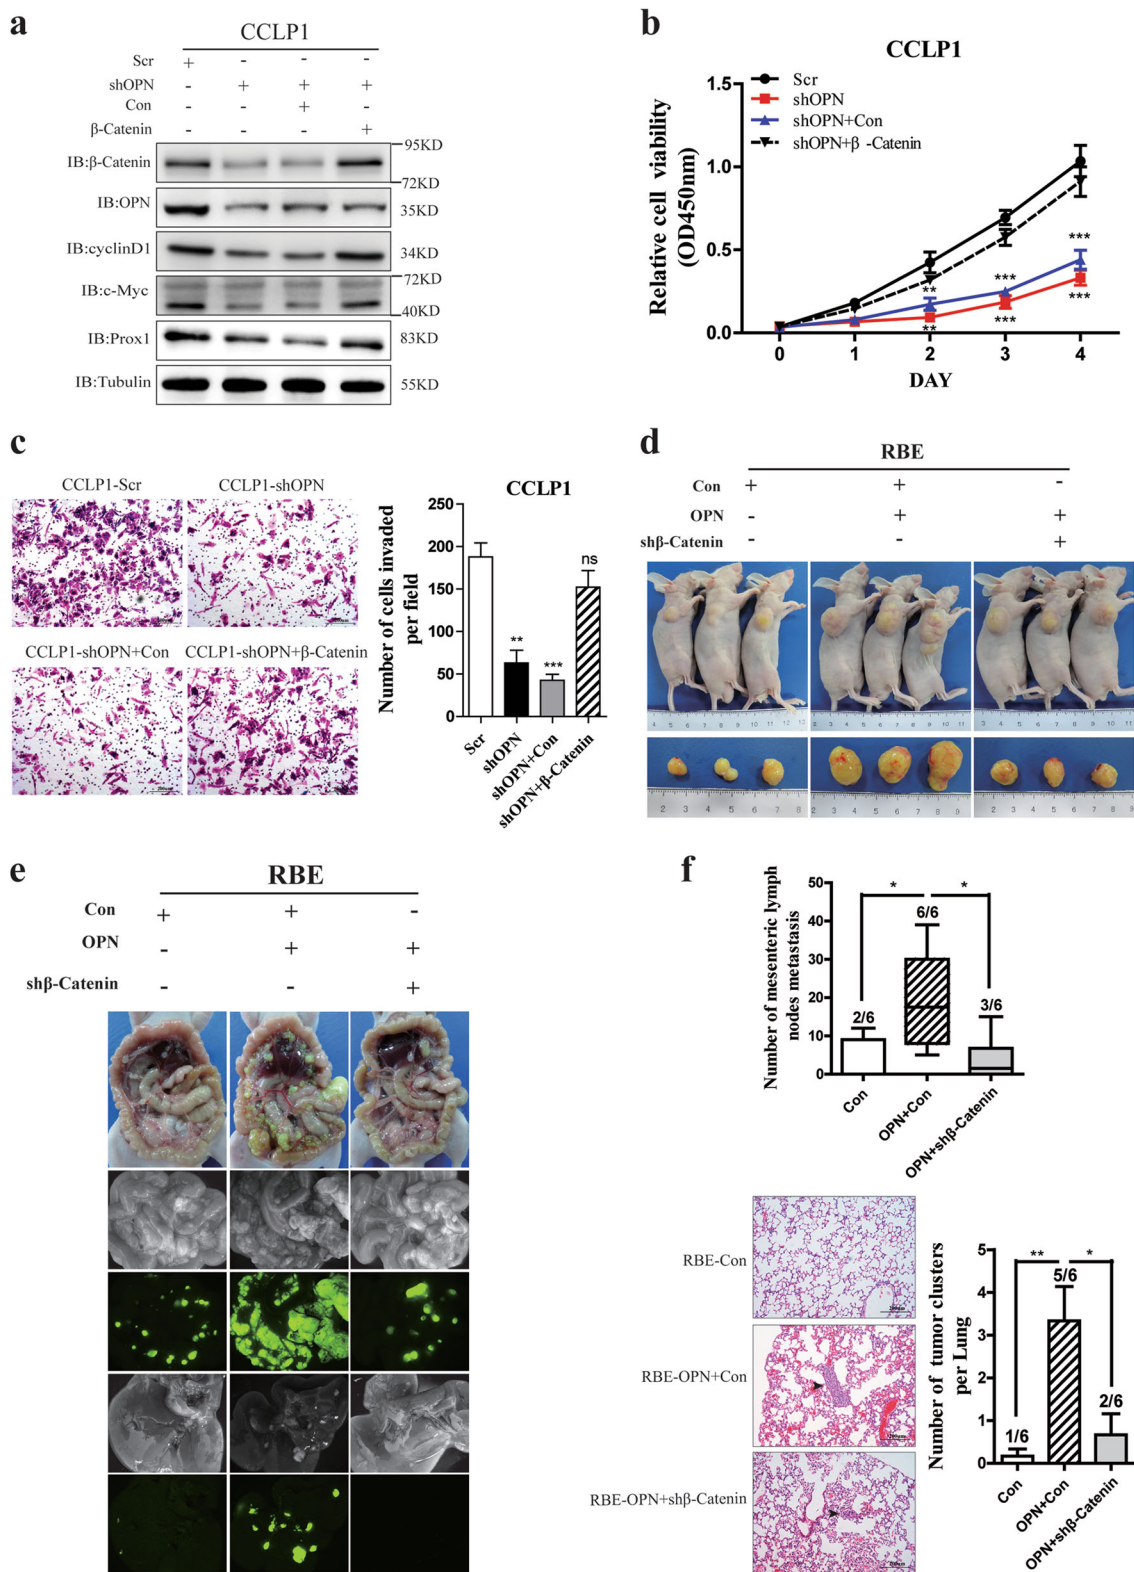 a
CCLP1
Scr + - - -
shOPN - + + +
Con - - + -
β-Catenin - - - +
IB:β-Catenin
95KD
72KD
IB:OPN
35KD
IB:cyclinD1
34KD
IB:c-Myc
72KD
40KD
IB:Prox1
83KD
IB:Tubulin
55KD
b
CCLP1
Relative cell viability
(OD450nm)
1.5
1.0
0.5
0.0
Scr
shOPN
shOPN+Con
shOPN+β -Catenin
** *** ***
** *** ***
0 1 2 3 4
DAY
c
CCLP1-Scr
CCLP1-shOPN
CCLP1-shOPN+Con
CCLP1-shOPN+β-Catenin
200um
CCLP1
Number of cells invaded
per field
250
200
150
100
50
0
**
***
ns
Scr
shOPN
shOPN+Con
shOPN+β-Catenin
d
RBE
Con + + -
OPN - + +
shβ-Catenin - - +
e
RBE
Con + + -
OPN - + +
shβ-Catenin - - +
f
Number of mesenteric lymph
nodes metastasis
50
40
30
20
10
0
* *
2/6
6/6
3/6
Con
OPN+Con
OPN+shβ-Catenin
RBE-Con
200um
RBE-OPN+Con
RBE-OPN+shβ-Catenin
200um
Number of tumor clusters
per Lung
5
4
3
2
1
0
** *
1/6
5/6
2/6
Con
OPN+Con
OPN+shβ-Catenin